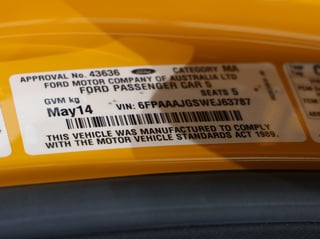 APPROVAL No. 43636 Ford CATEGORY MA
FORD MOTOR COMPANY OF AUSTRALIA LTD
FORD PASSENGER CAR S
GVM kg SEATS 5
May14 VIN: 6FPAAAJGSWEJ63787
THIS VEHICLE WAS MANUFACTURED TO COMPLY
WITH THE MOTOR VEHICLE STANDARDS ACT 1989.